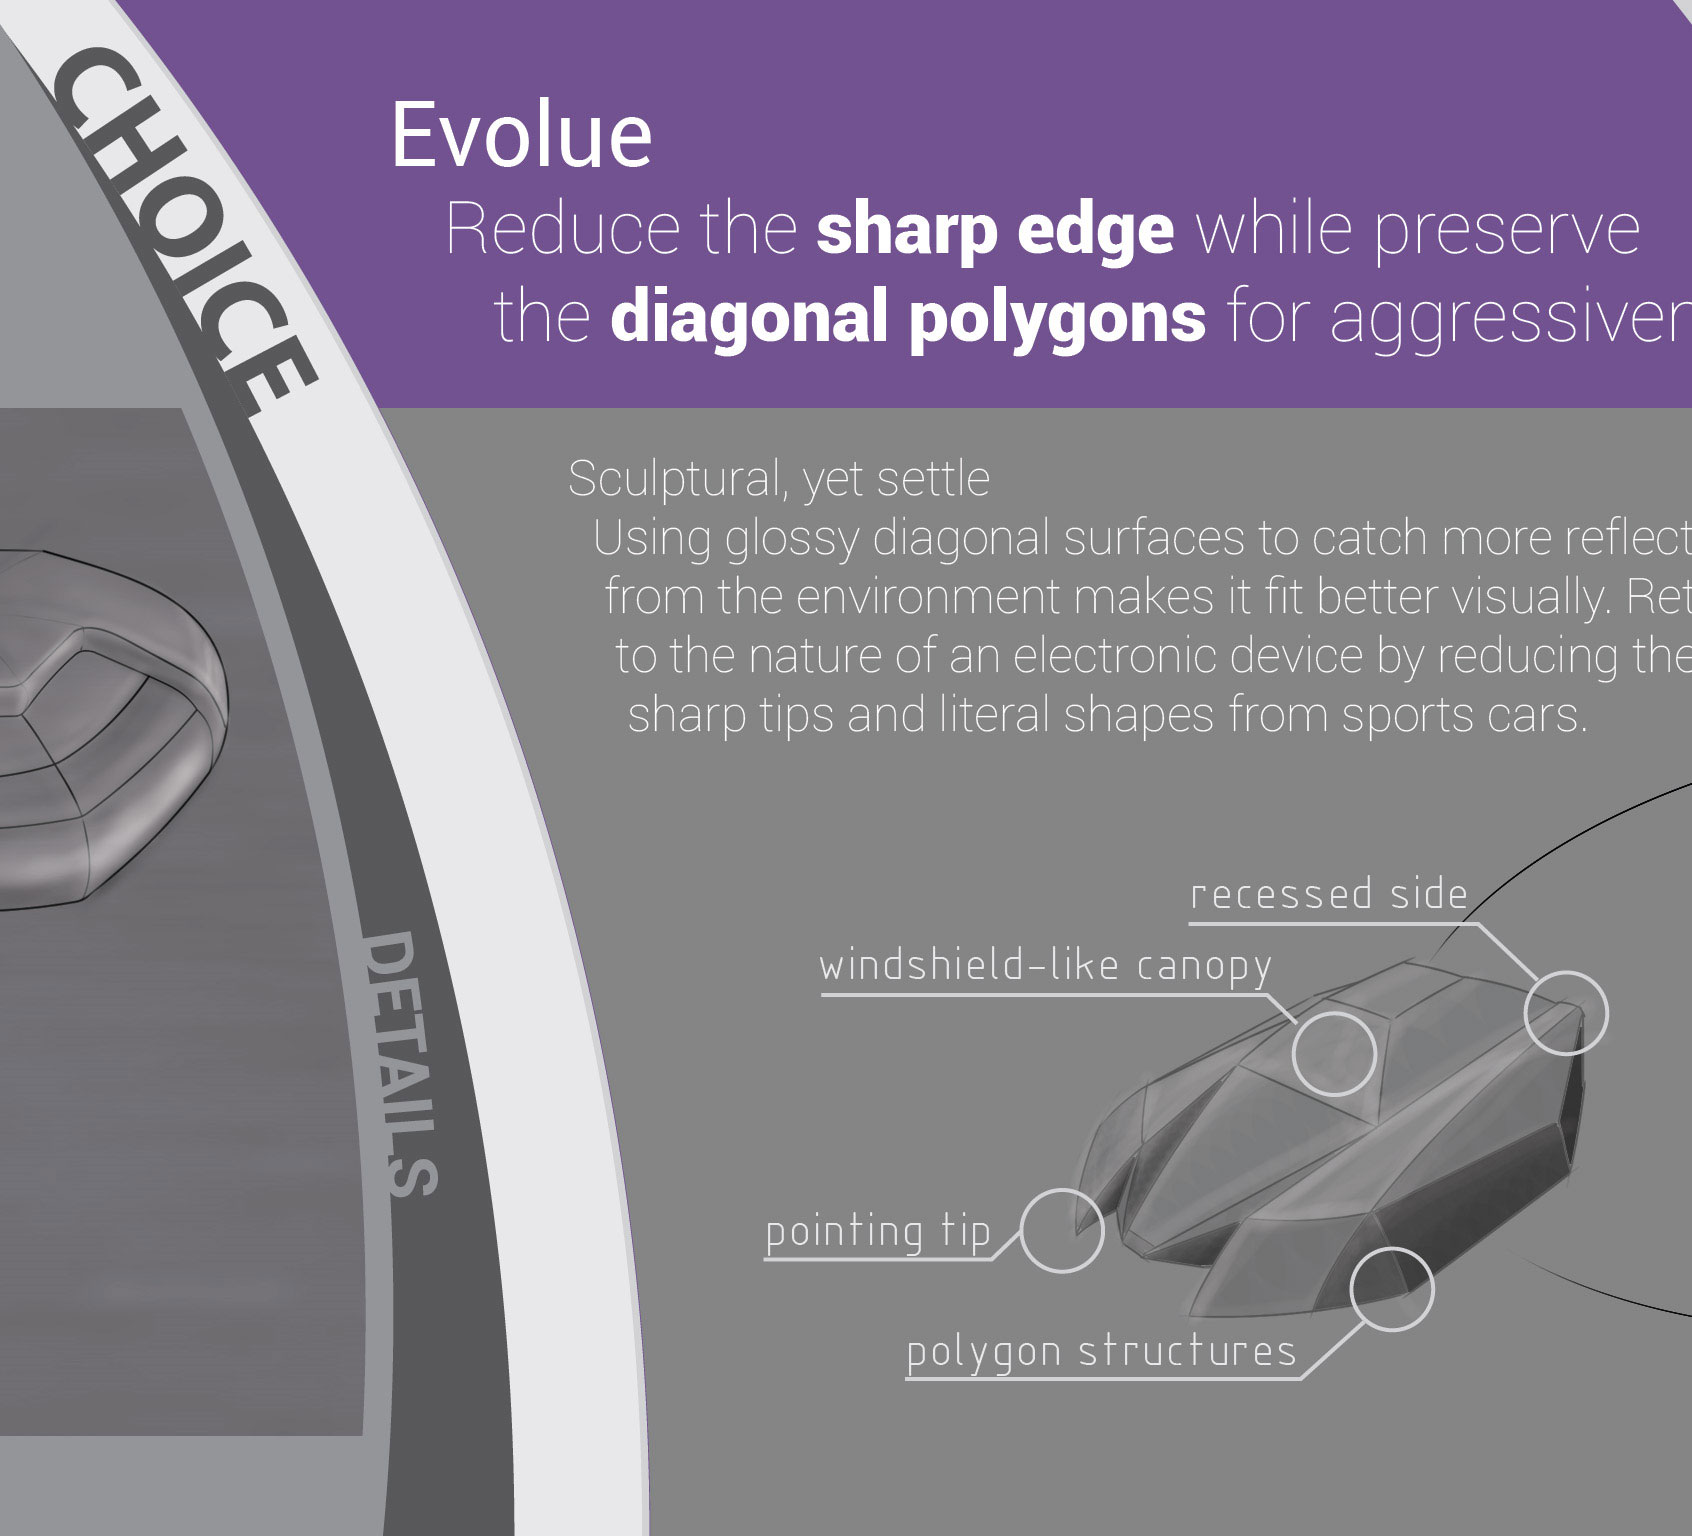 CHOICE
Evolue
Reduce the sharp edge while preserve
the diagonal polygons for aggressiven
Sculptural, yet settle
Using glossy diagonal surfaces to catch more reflect
from the environment makes it fit better visually. Ret
to the nature of an electronic device by reducing the
sharp tips and literal shapes from sports cars.
recessed side
windshield-like canopy
DETAILS
pointing tip
polygon structures